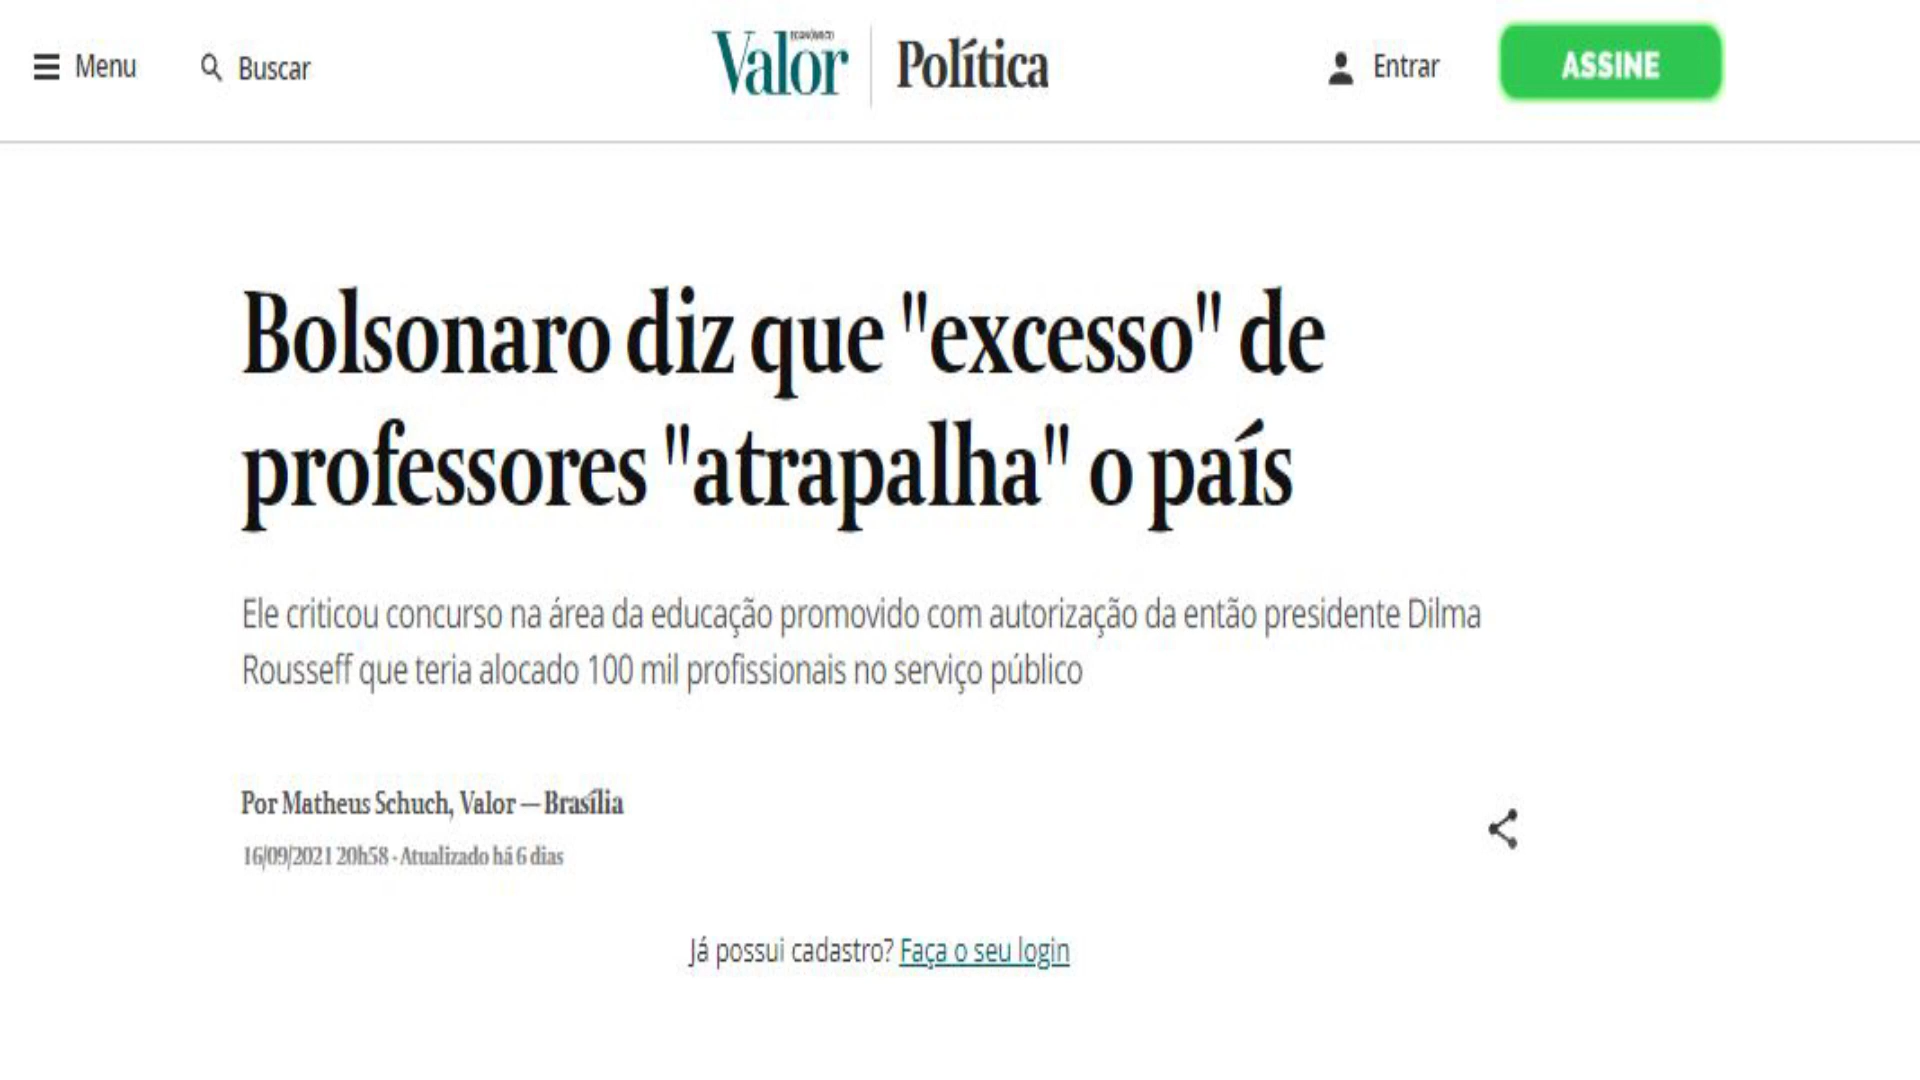 Menu
Buscar
Valor
ECONÔMICO
Política
Entrar
ASSINE
Bolsonaro diz que "excesso" de
professores "atrapalha" o país
Ele criticou concurso na área da educação promovido com autorização da então presidente Dilma
Rousseff que teria alocado 100 mil profissionais no serviço público
Por Matheus Schuch, Valor — Brasília
16/09/2021 20h58 · Atualizado há 6 dias
Já possui cadastro? Faça o seu login